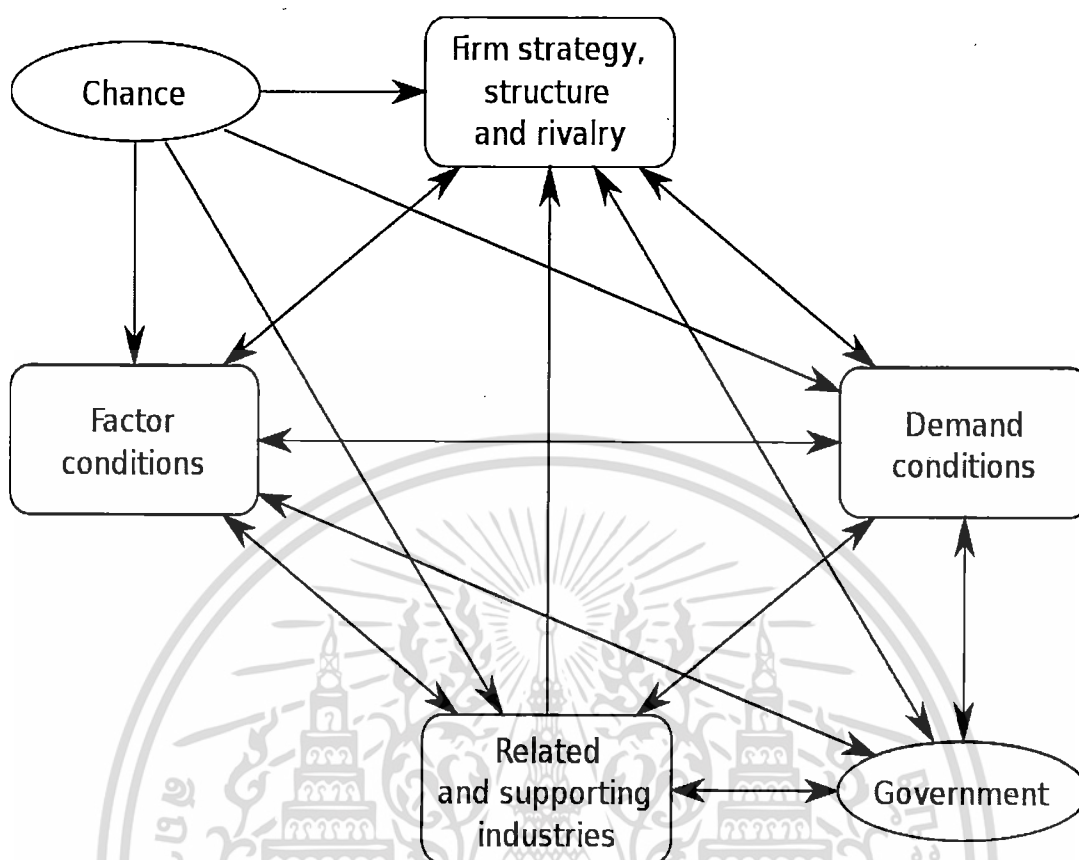 Chance
Firm strategy,
structure
and rivalry
Factor
conditions
Demand
conditions
Related
and supporting
industries
Government